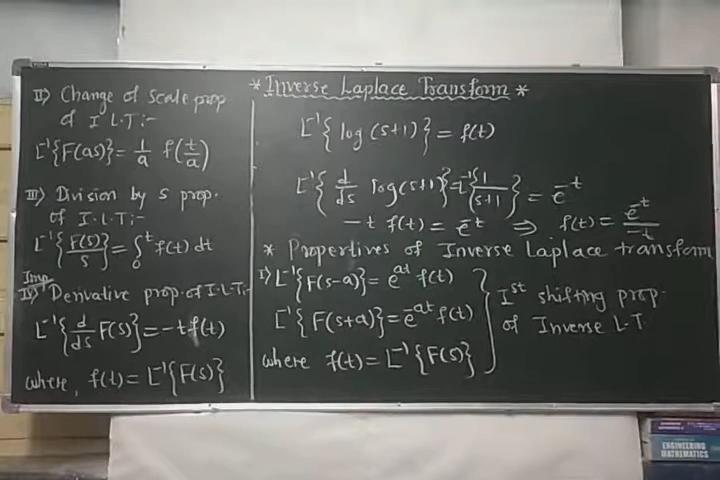 II) Change of scale prop.
of I L.T:-
L⁻¹{F(as)} = 1/a f(t/a)
III) Division by s prop.
of I.L.T:-
L⁻¹{F(s)/s} = ∫₀ᵗ f(t) dt
Imp
IV) Derivative prop. of I.L.T:-
L⁻¹{d/ds F(s)} = -t f(t)
where, f(t) = L⁻¹{F(s)}
* Inverse Laplace Transform *
L⁻¹{log(s+1)} = f(t)
L⁻¹{d/ds log(s+1)} = L⁻¹{1/s+1} = e⁻ᵗ
-t f(t) = e⁻ᵗ ⇒ f(t) = e⁻ᵗ/-t
* Propertives of Inverse Laplace transform
I) L⁻¹{F(s-a)} = eᵃᵗ f(t)
L⁻¹{F(s+a)} = e⁻ᵃᵗ f(t)
where f(t) = L⁻¹{F(s)}
Iˢᵗ shifting prop.
of Inverse L.T
ENGINEERING
MATHEMATICS